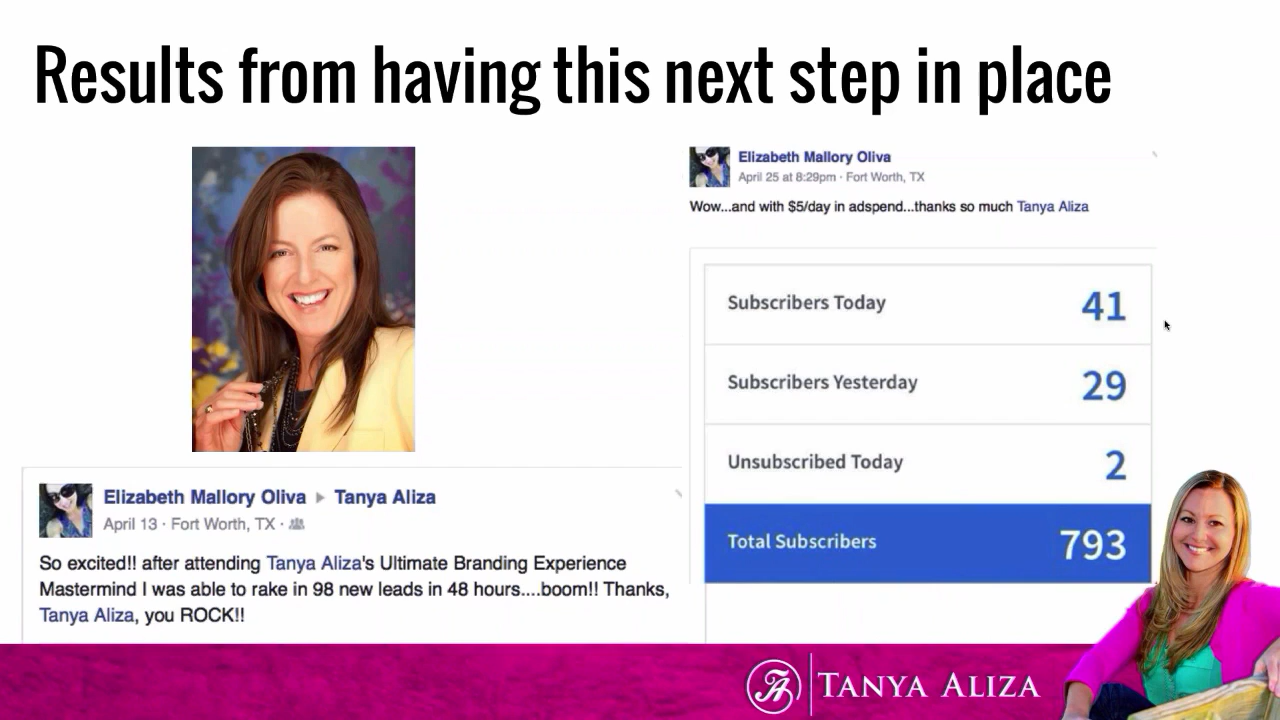 Results from having this next step in place
Elizabeth Mallory Oliva
April 25 at 8:29pm · Fort Worth, TX
Wow...and with $5/day in adspend...thanks so much Tanya Aliza
Subscribers Today 41
Subscribers Yesterday 29
Unsubscribed Today 2
Total Subscribers 793
Elizabeth Mallory Oliva ▸ Tanya Aliza
April 13 · Fort Worth, TX ·
So excited!! after attending Tanya Aliza's Ultimate Branding Experience
Mastermind I was able to rake in 98 new leads in 48 hours....boom!! Thanks,
Tanya Aliza, you ROCK!!
TA TANYA ALIZA